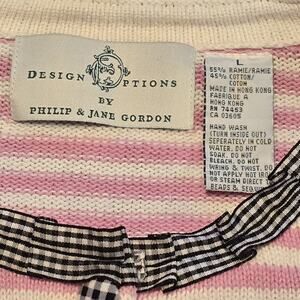 DESIGN OPTIONS
BY
PHILIP & JANE GORDON
L
55% RAMIE/RAMIE
45% COTTON/
COTON
MADE IN HONG KONG
FABRIQUE A
HONG KONG
RN 74453
CA 03605
HAND WASH
(TURN INSIDE OUT)
SEPERATELY IN COLD
WATER. DO NOT
SOAK. DO NOT
BLEACH. DO NOT
WRING & TWIST. DO
NOT APPLY HOT IRON
OR STEAM DIRECT T
BEADS & SEQU